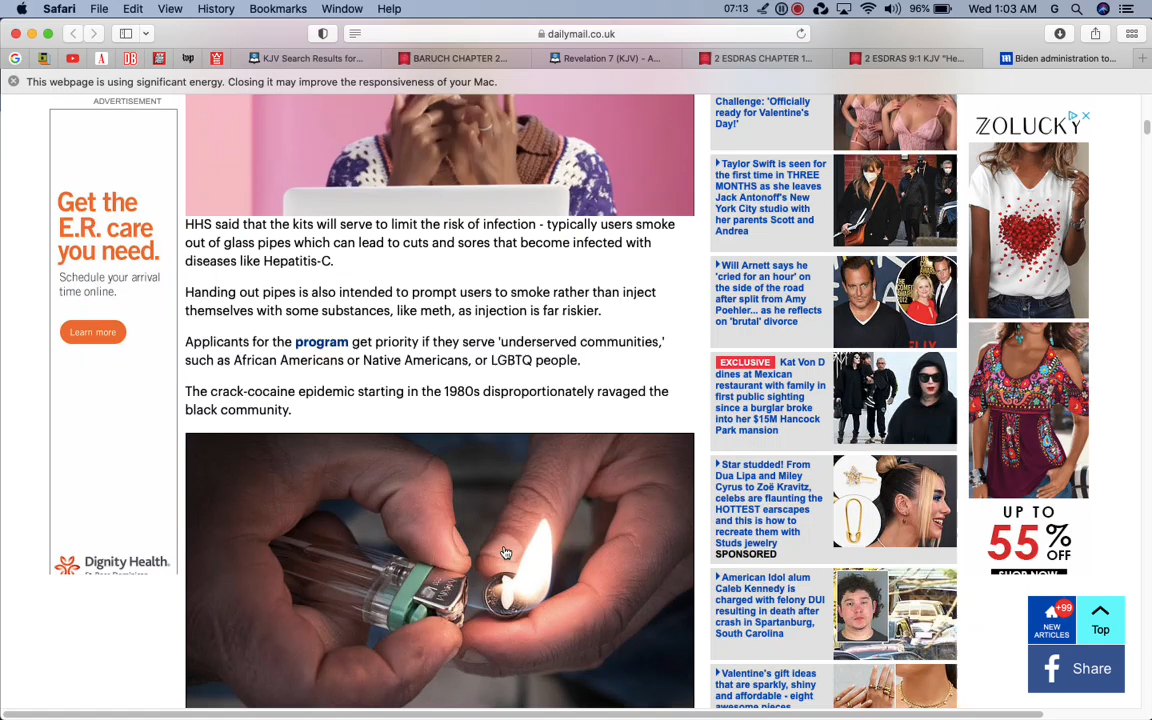 Safari File Edit View History Bookmarks Window Help 07:13 96% Wed 1:03 AM G
dailymail.co.uk
KJV Search Results for... BARUCH CHAPTER 2... Revelation 7 (KJV) - A... 2 ESDRAS CHAPTER 1... 2 ESDRAS 9:1 KJV "He... Biden administration to...
This webpage is using significant energy. Closing it may improve the responsiveness of your Mac.
ADVERTISEMENT
Get the
E.R. care
you need.
Schedule your arrival
time online.
Learn more
Dignity Health.
HHS said that the kits will serve to limit the risk of infection - typically users smoke
out of glass pipes which can lead to cuts and sores that become infected with
diseases like Hepatitis-C.
Handing out pipes is also intended to prompt users to smoke rather than inject
themselves with some substances, like meth, as injection is far riskier.
Applicants for the program get priority if they serve 'underserved communities,'
such as African Americans or Native Americans, or LGBTQ people.
The crack-cocaine epidemic starting in the 1980s disproportionately ravaged the
black community.
Challenge: 'Officially
ready for Valentine's
Day!'
Taylor Swift is seen for
the first time in THREE
MONTHS as she leaves
Jack Antonoff's New
York City studio with
her parents Scott and
Andrea
Will Arnett says he
'cried for an hour' on
the side of the road
after split from Amy
Poehler... as he reflects
on 'brutal' divorce
EXCLUSIVE Kat Von D
dines at Mexican
restaurant with family in
first public sighting
since a burglar broke
into her $15M Hancock
Park mansion
Star studded! From
Dua Lipa and Miley
Cyrus to Zoë Kravitz,
celebs are flaunting the
HOTTEST earscapes
and this is how to
recreate them with
Studs jewelry
SPONSORED
American Idol alum
Caleb Kennedy is
charged with felony DUI
resulting in death after
crash in Spartanburg,
South Carolina
Valentine's gift ideas
that are sparkly, shiny
and affordable - eight
awesome pieces
ZOLUCKY
UP TO
55% OFF
SHOP NOW
+99
NEW
ARTICLES
Top
Share